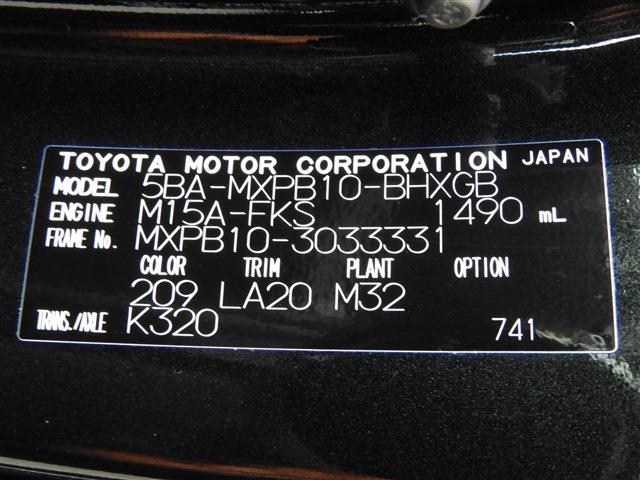 TOYOTA MOTOR CORPORATION JAPAN
MODEL 5BA-MXPB10-BHXGB
ENGINE M15A-FKS 1490 mL
FRAME No. MXPB10-3033331
COLOR TRIM PLANT OPTION
209 LA20 M32
TRANS./AXLE K320 741